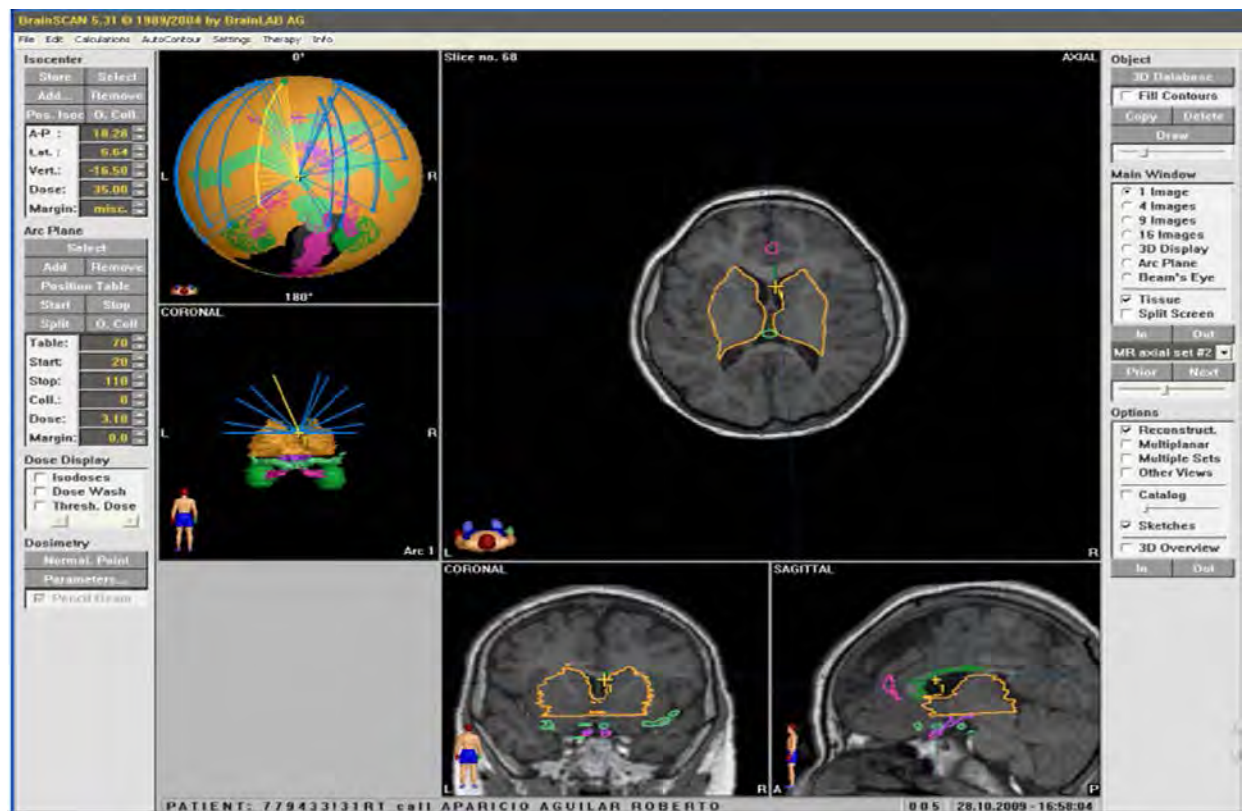 BrainSCAN 5.31 © 1989/2004 by BrainLAB AG
File Edit Calculations AutoContour Settings Therapy Info
Isocenter
Store Select
Add... Remove
Pos. Isoc O. Coll.
A-P : 18.28
Lat. : 6.64
Vert.: -16.50
Dose: 35.00
Margin: misc.
Arc Plane
Select
Add Remove
Position Table
Start Stop
Split O. Coll
Table: 70
Start: 20
Stop: 110
Coll.: 0
Dose: 3.10
Margin: 0.0
Dose Display
Isodoses
Dose Wash
Thresh. Dose
Dosimetry
Normal. Point
Parameters...
Pencil Beam
0°
L
R
180°
CORONAL
L
R
Arc 1
Slice no. 68
AXIAL
1
L
R
CORONAL
1
L
R
SAGITTAL
1
A
P
Object
3D Database
Fill Contours
Copy Delete
Draw
Main Window
1 Image
4 Images
9 Images
16 Images
3D Display
Arc Plane
Beam's Eye
Tissue
Split Screen
In Out
MR axial set #2
Prior Next
Options
Reconstruct.
Multiplanar
Multiple Sets
Other Views
Catalog
Sketches
3D Overview
In Out
PATIENT: 779433131RT call APARICIO AGUILAR ROBERTO
005 28.10.2009 - 16:58:04